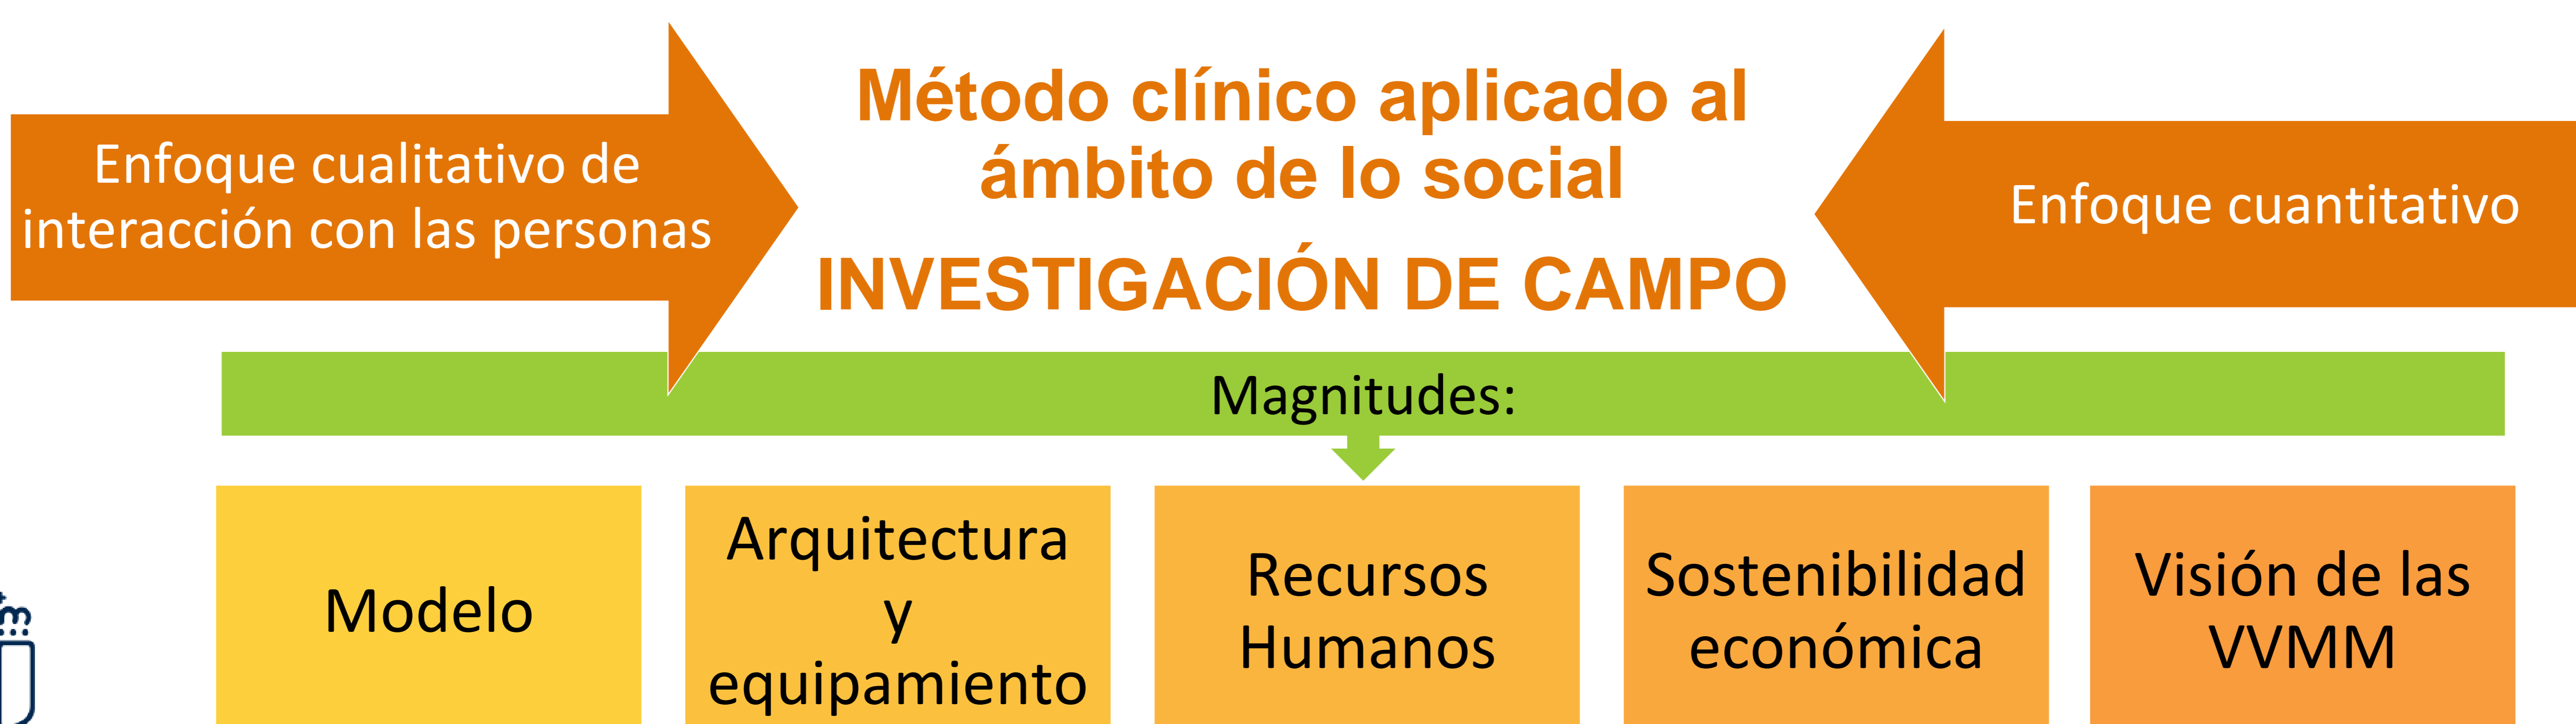 Enfoque cualitativo de
interacción con las personas
Método clínico aplicado al
ámbito de lo social
INVESTIGACIÓN DE CAMPO
Enfoque cuantitativo
Magnitudes:
Modelo
Arquitectura
y
equipamiento
Recursos
Humanos
Sostenibilidad
económica
Visión de las
VVMM